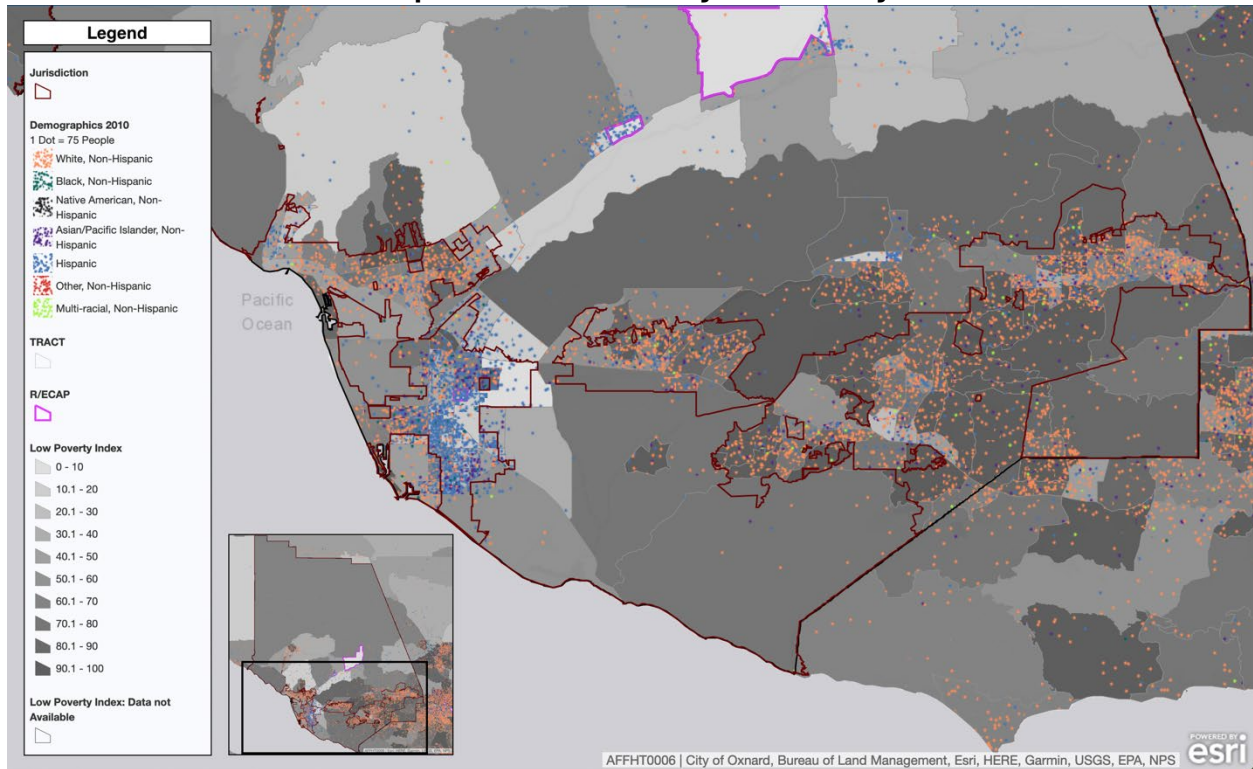 Legend
Jurisdiction
Demographics 2010
1 Dot = 75 People
White, Non-Hispanic
Black, Non-Hispanic
Native American, Non-
Hispanic
Asian/Pacific Islander, Non-
Hispanic
Hispanic
Other, Non-Hispanic
Multi-racial, Non-Hispanic
TRACT
R/ECAP
Low Poverty Index
0 - 10
10.1 - 20
20.1 - 30
30.1 - 40
40.1 - 50
50.1 - 60
60.1 - 70
70.1 - 80
80.1 - 90
90.1 - 100
Low Poverty Index: Data not
Available
Pacific
Ocean
POWERED BY
esri
AFFHT0006 | City of Oxnard, Bureau of Land Management, Esri, HERE, Garmin, USGS, EPA, NPS